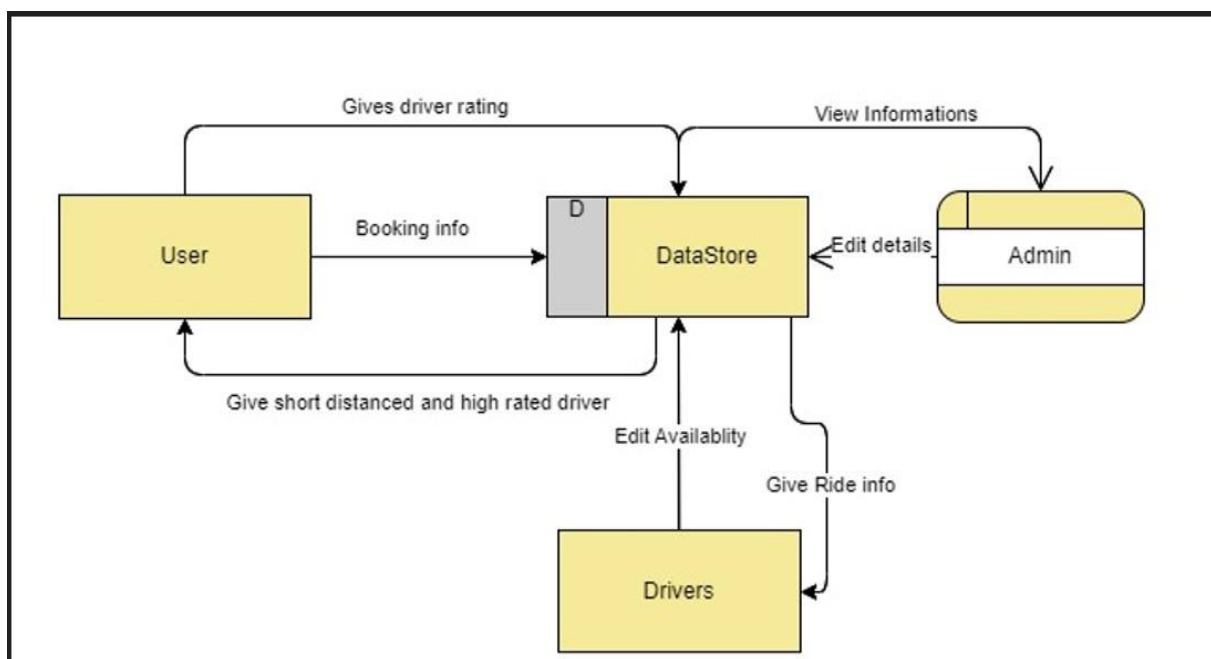 Gives driver rating
View Informations
D
User
Booking info
DataStore
Edit details
Admin
Give short distanced and high rated driver
Edit Availablity
Give Ride info
Drivers